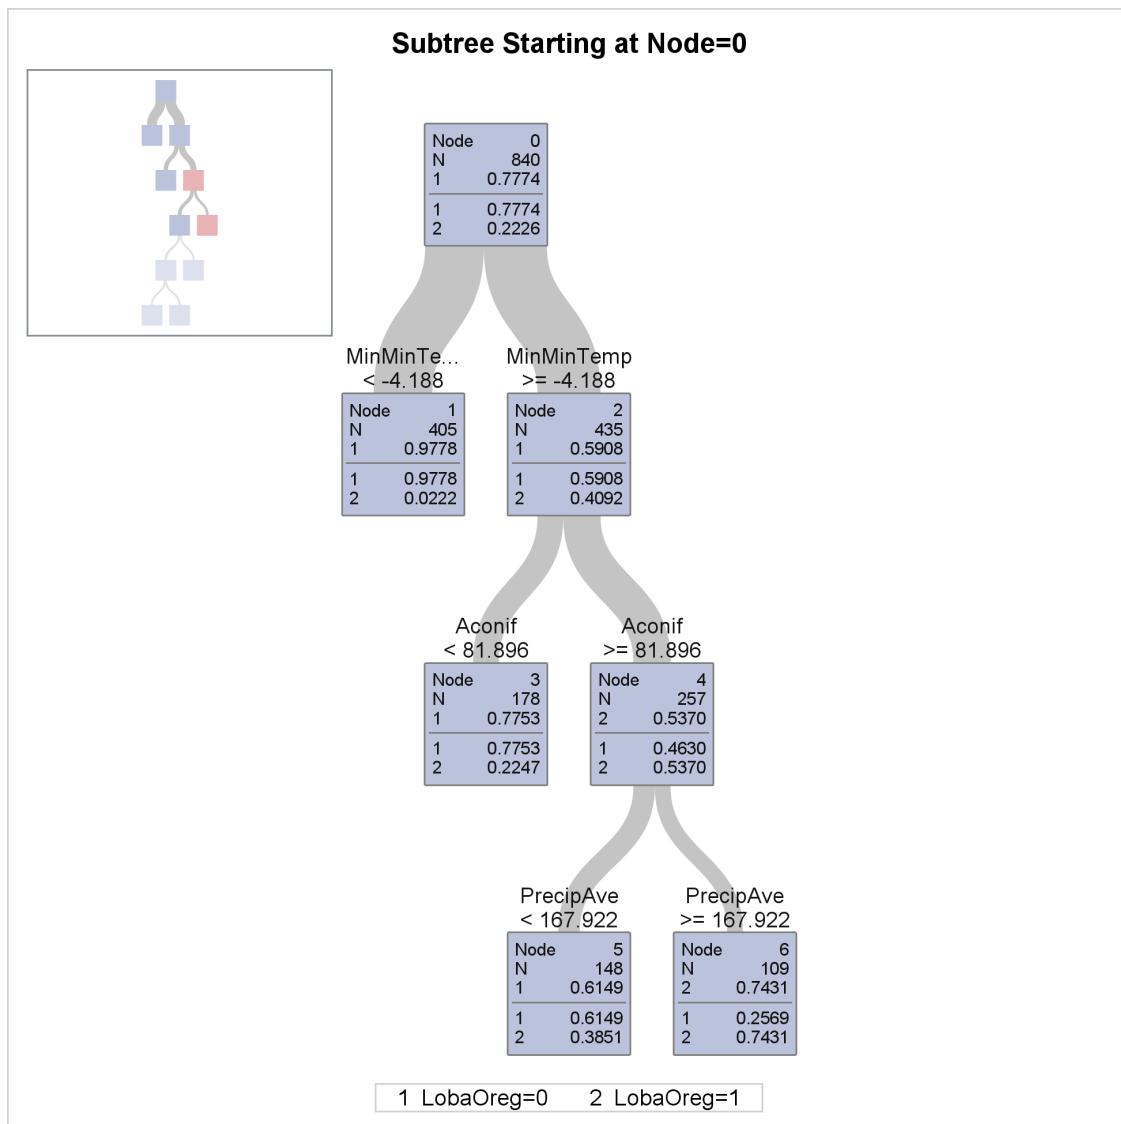 Subtree Starting at Node=0
Node 0
N 840
1 0.7774
1 0.7774
2 0.2226
MinMinTe...
< -4.188
MinMinTemp
>= -4.188
Node 1
N 405
1 0.9778
1 0.9778
2 0.0222
Node 2
N 435
1 0.5908
1 0.5908
2 0.4092
Aconif
< 81.896
Aconif
>= 81.896
Node 3
N 178
1 0.7753
1 0.7753
2 0.2247
Node 4
N 257
2 0.5370
1 0.4630
2 0.5370
PrecipAve
< 167.922
PrecipAve
>= 167.922
Node 5
N 148
1 0.6149
1 0.6149
2 0.3851
Node 6
N 109
2 0.7431
1 0.2569
2 0.7431
1 LobaOreg=0 2 LobaOreg=1